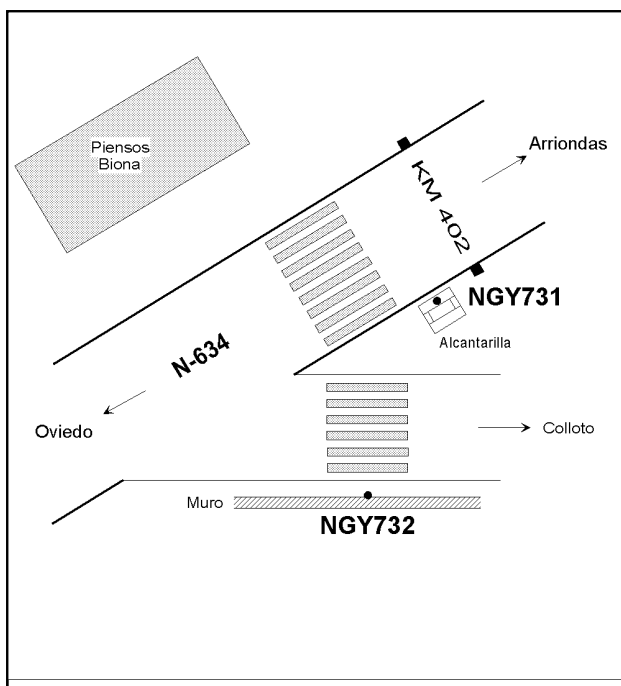 Piensos
Biona
Arriondas
KM 402
NGY731
Alcantarilla
N-634
Oviedo
Colloto
Muro
NGY732